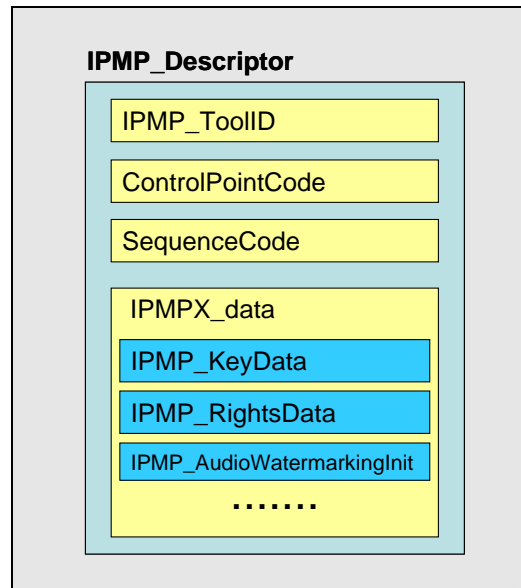 IPMP_Descriptor
IPMP_ToolID
ControlPointCode
SequenceCode
IPMPX_data
IPMP_KeyData
IPMP_RightsData
IPMP_AudioWatermarkingInit
.......